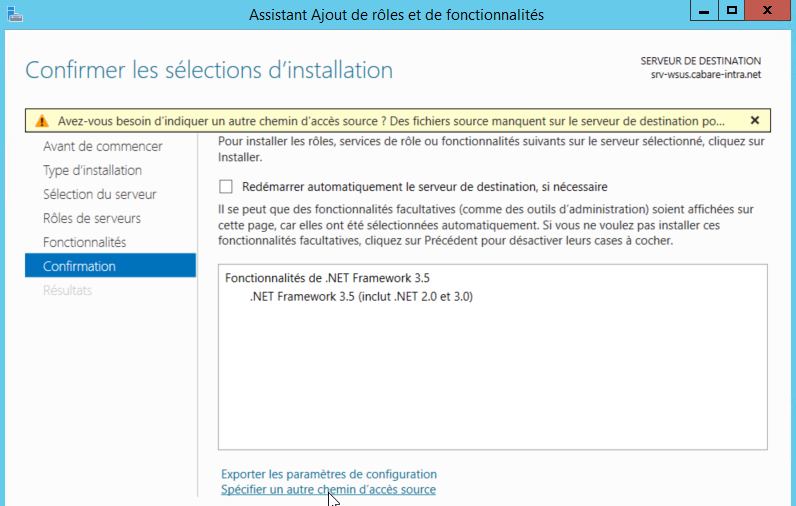 Assistant Ajout de rôles et de fonctionnalités
Confirmer les sélections d'installation
SERVEUR DE DESTINATION
srv-wsus.cabare-intra.net
Avez-vous besoin d'indiquer un autre chemin d'accès source ? Des fichiers source manquent sur le serveur de destination po...
Avant de commencer
Type d'installation
Sélection du serveur
Rôles de serveurs
Fonctionnalités
Confirmation
Résultats
Pour installer les rôles, services de rôle ou fonctionnalités suivants sur le serveur sélectionné, cliquez sur
Installer.
Redémarrer automatiquement le serveur de destination, si nécessaire
Il se peut que des fonctionnalités facultatives (comme des outils d'administration) soient affichées sur
cette page, car elles ont été sélectionnées automatiquement. Si vous ne voulez pas installer ces
fonctionnalités facultatives, cliquez sur Précédent pour désactiver leurs cases à cocher.
Fonctionnalités de .NET Framework 3.5
.NET Framework 3.5 (inclut .NET 2.0 et 3.0)
Exporter les paramètres de configuration
Spécifier un autre chemin d'accès source